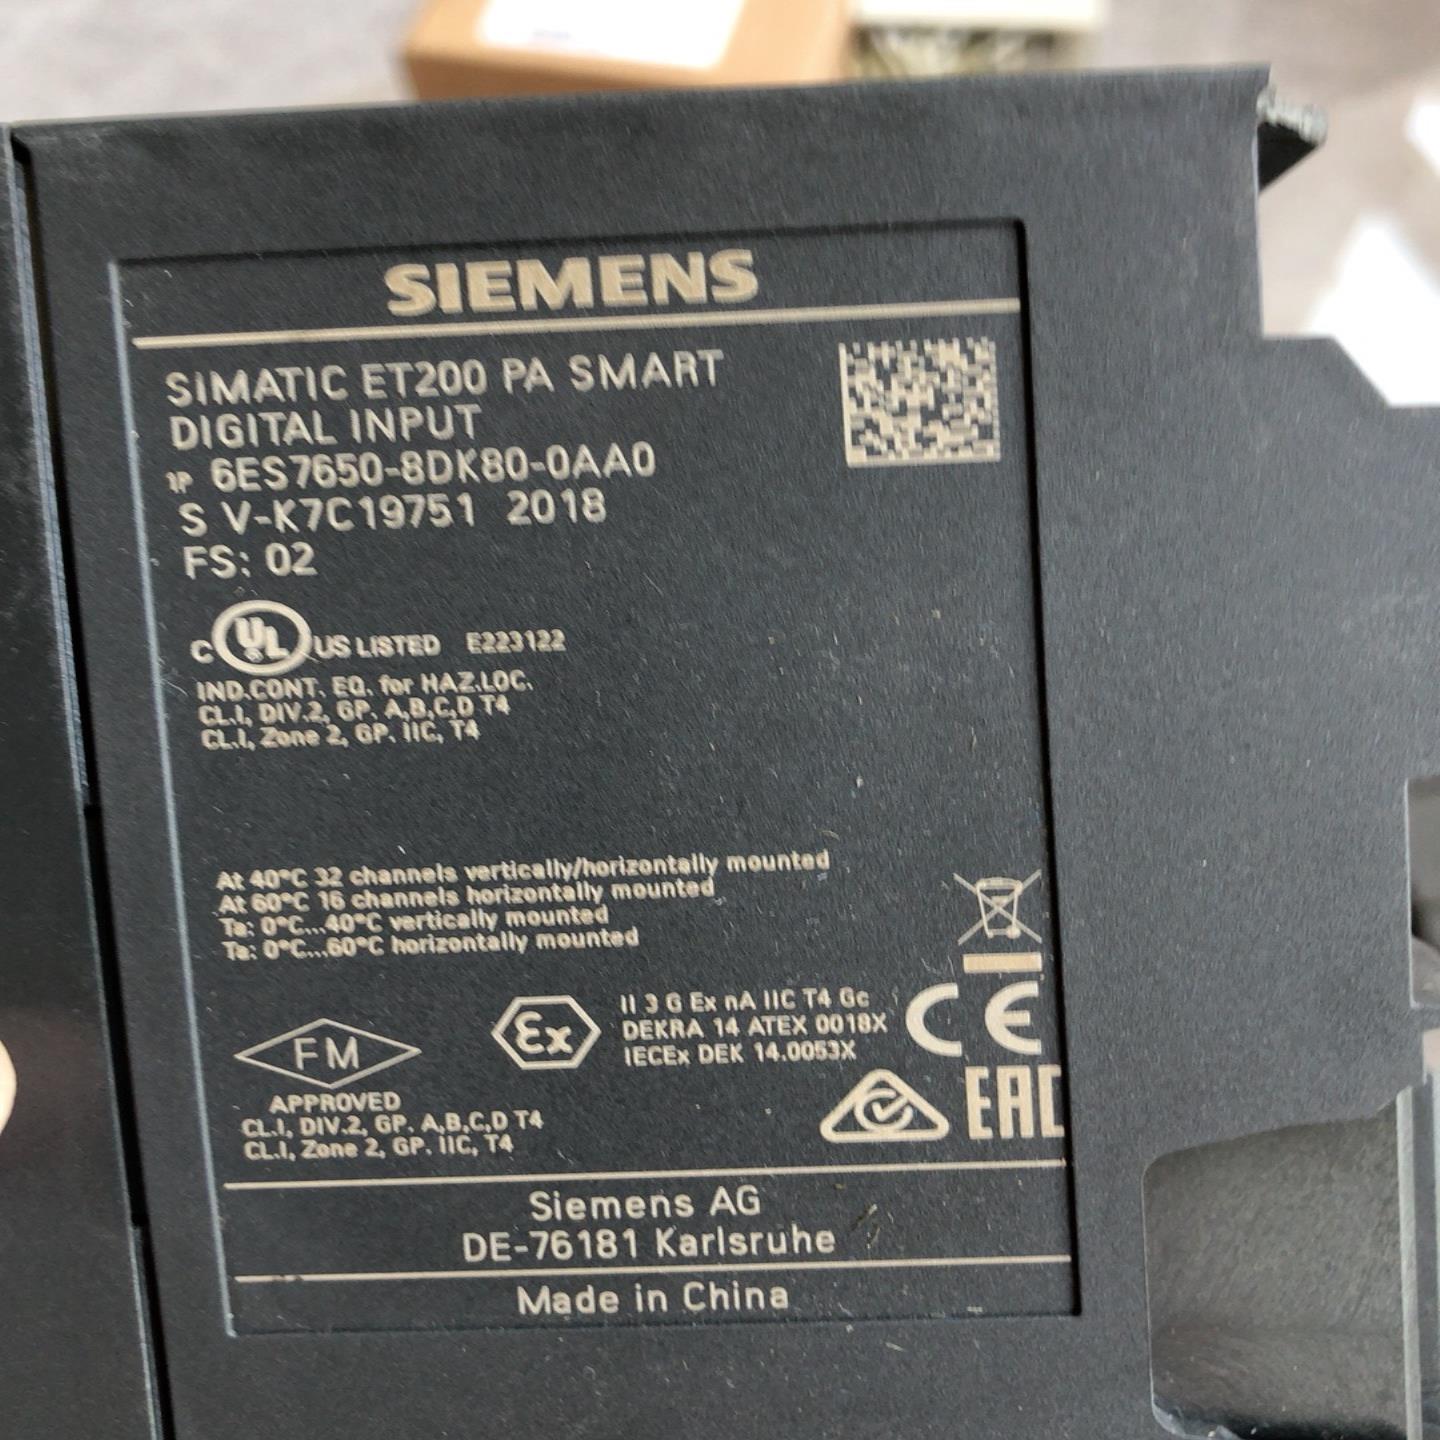 SIEMENS
SIMATIC ET200 PA SMART
DIGITAL INPUT
1P 6ES7650-8DK80-0AA0
S V-K7C19751 2018
FS: 02
C UL US LISTED E223122
IND.CONT. EQ. for HAZ.LOC.
CL.I, DIV.2, GP. A,B,C,D T4
CL.I, Zone 2, GP. IIC, T4
At 40°C 32 channels vertically/horizontally mounted
At 60°C 16 channels horizontally mounted
Ta: 0°C...40°C vertically mounted
Ta: 0°C...60°C horizontally mounted
FM
APPROVED
CL.I, DIV.2, GP. A,B,C,D T4
CL.I, Zone 2, GP. IIC, T4
Ex
II 3 G Ex nA IIC T4 Gc
DEKRA 14 ATEX 0018X
IECEx DEK 14.0053X
CE
EAC
Siemens AG
DE-76181 Karlsruhe
Made in China